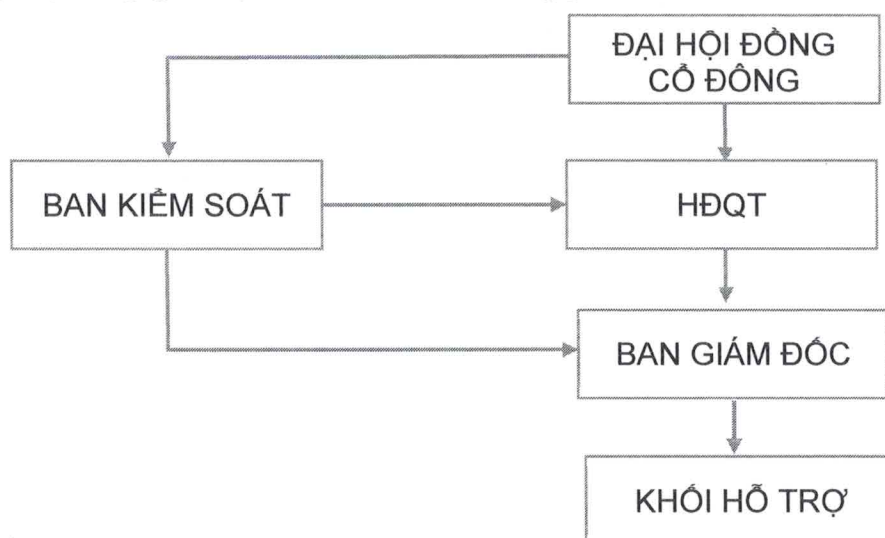 ĐẠI HỘI ĐỒNG
CỔ ĐÔNG
BAN KIỂM SOÁT
HĐQT
BAN GIÁM ĐỐC
KHỐI HỖ TRỢ